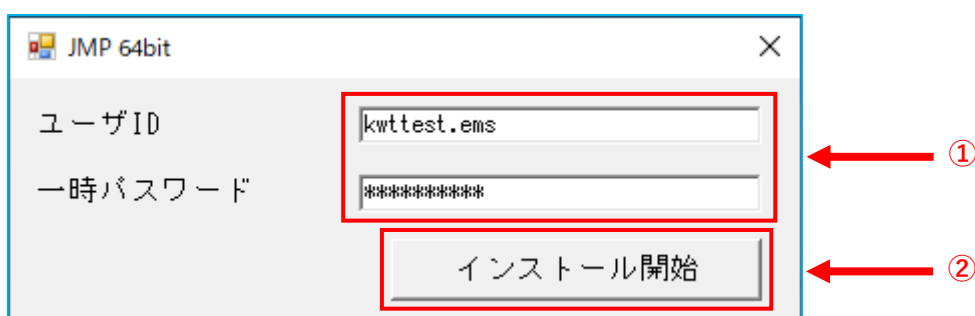 JMP 64bit
ユーザID
kwttest.ems
①
一時パスワード
**********
インストール開始
②